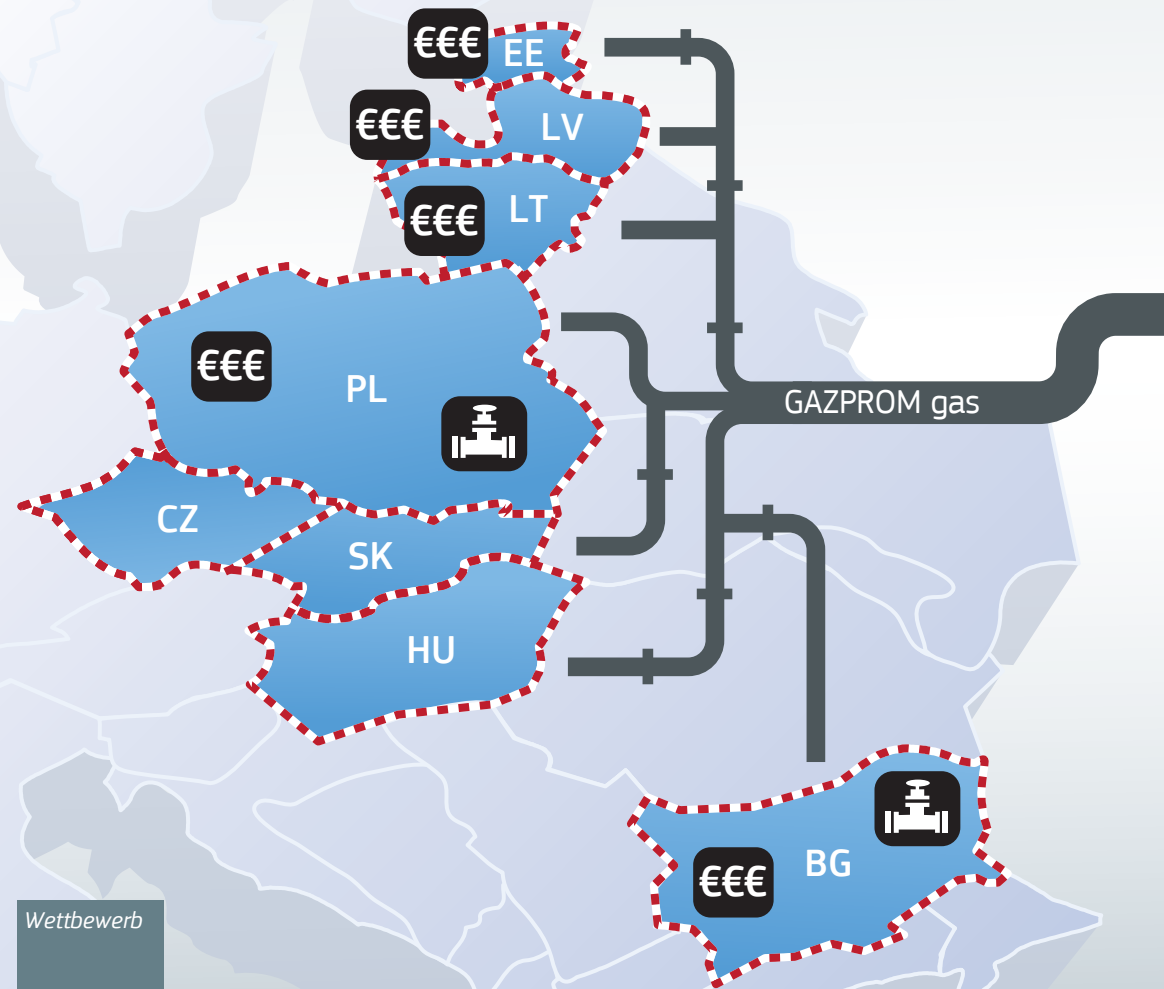 €€€
EE
€€€
LV
€€€
LT
€€€
PL
GAZPROM gas
CZ
SK
HU
€€€
BG
Wettbewerb